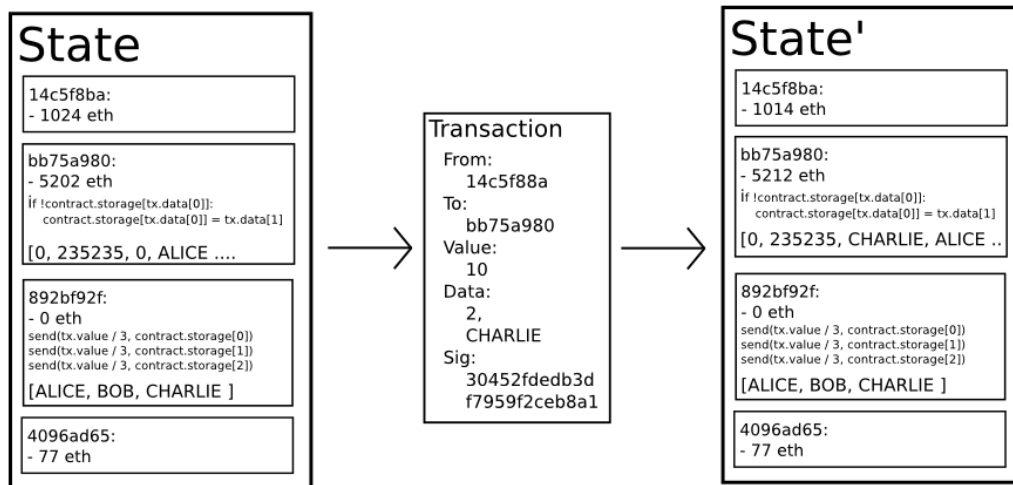 State
14c5f8ba:
- 1024 eth
bb75a980:
- 5202 eth
if !contract.storage[tx.data[0]]:
contract.storage[tx.data[0]] = tx.data[1]
[0, 235235, 0, ALICE ....
892bf92f:
- 0 eth
send(tx.value / 3, contract.storage[0])
send(tx.value / 3, contract.storage[1])
send(tx.value / 3, contract.storage[2])
[ALICE, BOB, CHARLIE ]
4096ad65:
- 77 eth
Transaction
From:
14c5f88a
To:
bb75a980
Value:
10
Data:
2,
CHARLIE
Sig:
30452fdedb3d
f7959f2ceb8a1
State'
14c5f8ba:
- 1014 eth
bb75a980:
- 5212 eth
if !contract.storage[tx.data[0]]:
contract.storage[tx.data[0]] = tx.data[1]
[0, 235235, CHARLIE, ALICE ..
892bf92f:
- 0 eth
send(tx.value / 3, contract.storage[0])
send(tx.value / 3, contract.storage[1])
send(tx.value / 3, contract.storage[2])
[ALICE, BOB, CHARLIE ]
4096ad65:
- 77 eth